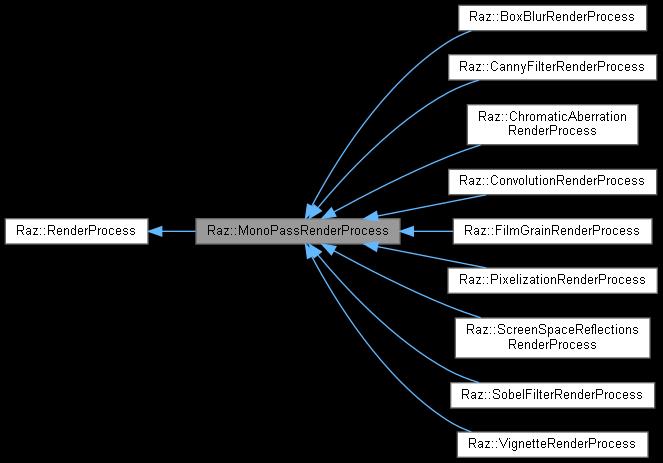 Raz::BoxBlurRenderProcess
Raz::CannyFilterRenderProcess
Raz::ChromaticAberration
RenderProcess
Raz::ConvolutionRenderProcess
Raz::RenderProcess
Raz::MonoPassRenderProcess
Raz::FilmGrainRenderProcess
Raz::PixelizationRenderProcess
Raz::ScreenSpaceReflections
RenderProcess
Raz::SobelFilterRenderProcess
Raz::VignetteRenderProcess